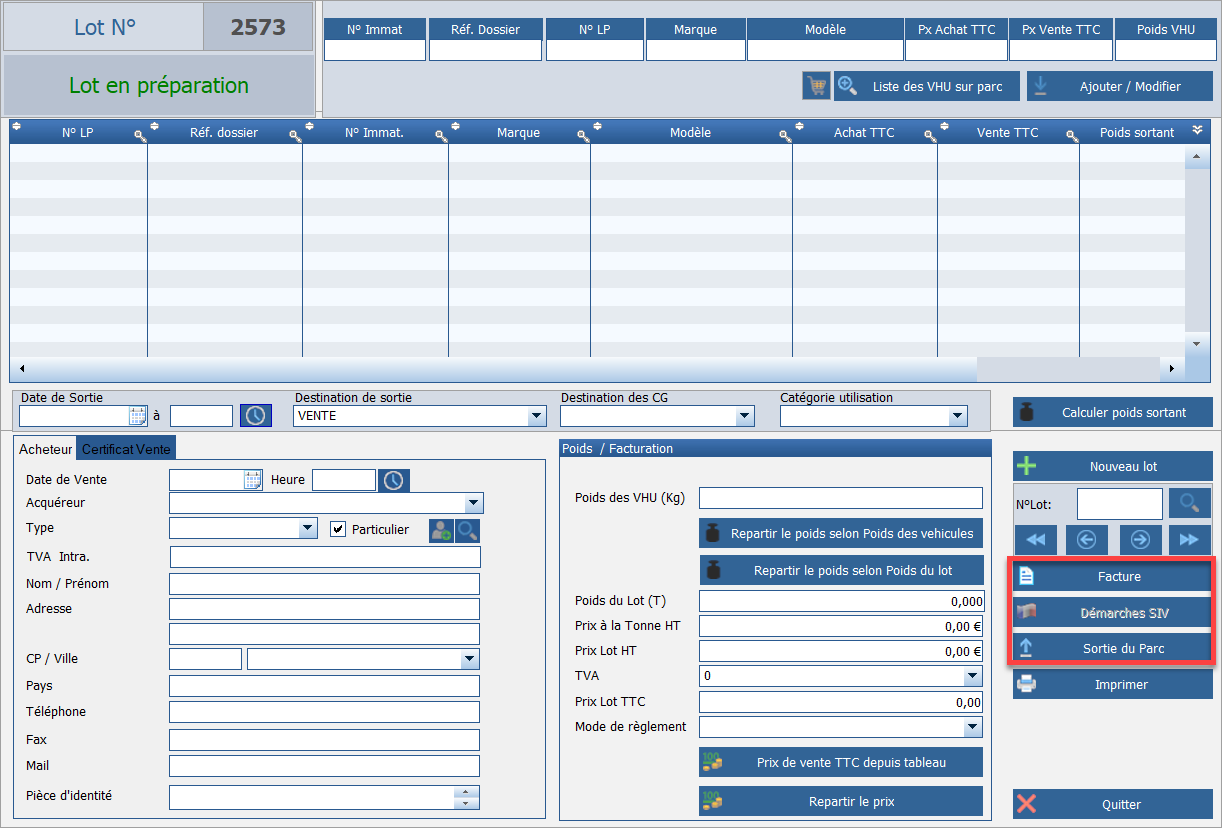 Lot N° 2573
Lot en préparation
N° Immat Réf. Dossier N° LP Marque Modèle Px Achat TTC Px Vente TTC Poids VHU
Liste des VHU sur parc Ajouter / Modifier
N° LP Réf. dossier N° Immat. Marque Modèle Achat TTC Vente TTC Poids sortant
Date de Sortie Destination de sortie Destination des CG Catégorie utilisation
à VENTE Calculer poids sortant
Acheteur Certificat Vente
Date de Vente Heure
Acquéreur
Type Particulier
TVA Intra.
Nom / Prénom
Adresse
CP / Ville
Pays
Téléphone
Fax
Mail
Pièce d'identité
Poids / Facturation
Poids des VHU (Kg)
Repartir le poids selon Poids des vehicules
Repartir le poids selon Poids du lot
Poids du Lot (T) 0,000
Prix à la Tonne HT 0,00 €
Prix Lot HT 0,00 €
TVA 0
Prix Lot TTC 0,00
Mode de règlement
100
Prix de vente TTC depuis tableau
100
Repartir le prix
Nouveau lot
N°Lot:
Facture
Démarches SIV
Sortie du Parc
Imprimer
Quitter